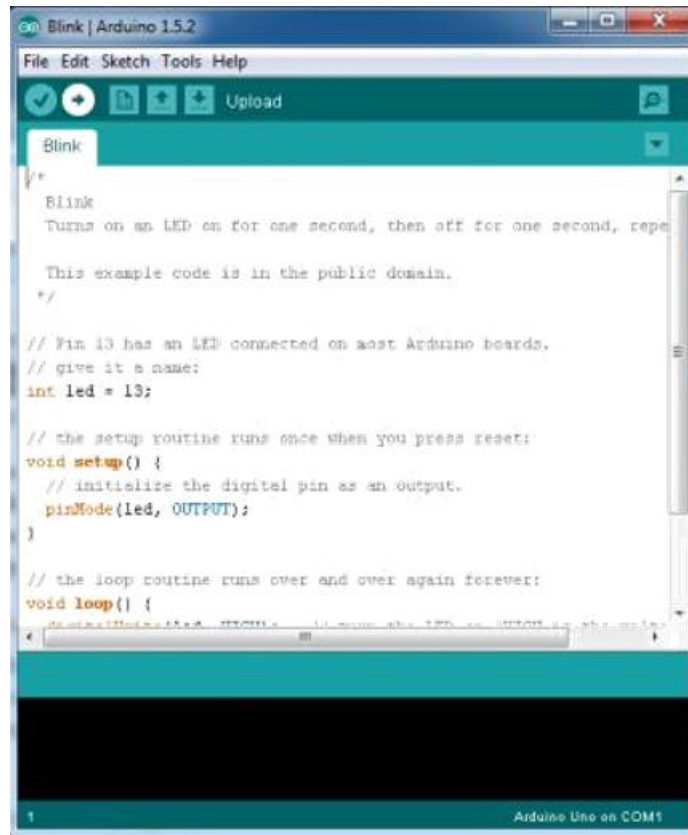 Blink | Arduino 1.5.2
File Edit Sketch Tools Help
Upload
Blink
/*
Blink
Turns on an LED on for one second, then off for one second, repe
This example code is in the public domain.
*/
// Pin 13 has an LED connected on most Arduino boards.
// give it a name:
int led = 13;
// the setup routine runs once when you press reset:
void setup() {
// initialize the digital pin as an output.
pinMode(led, OUTPUT);
}
// the loop routine runs over and over again forever:
void loop() {
1
Arduino Uno on COM1